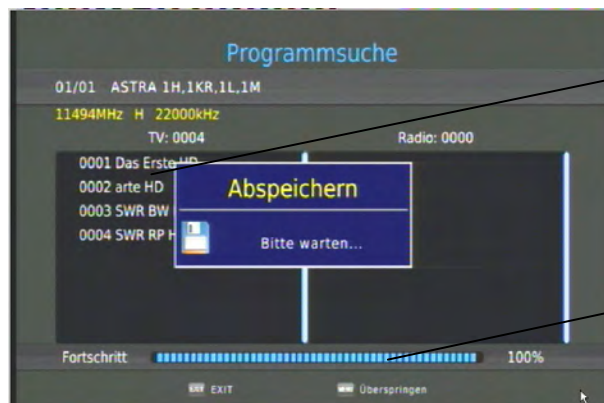 Programmsuche
01/01 ASTRA 1H,1KR,1L,1M
11494MHz H 22000kHz
TV: 0004 Radio: 0000
0001 Das Erste HD
0002 arte HD
0003 SWR BW
0004 SWR RP H
Abspeichern
Bitte warten...
Fortschritt 100%
EXIT EXIT Überspringen